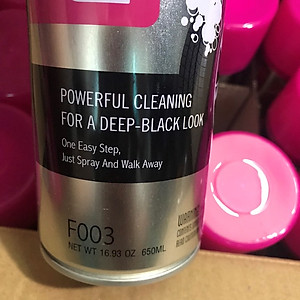 POWERFUL CLEANING
FOR A DEEP-BLACK LOOK
One Easy Step,
Just Spray And Walk Away
F003
NET WT 16.93 OZ 650ML
WARNING